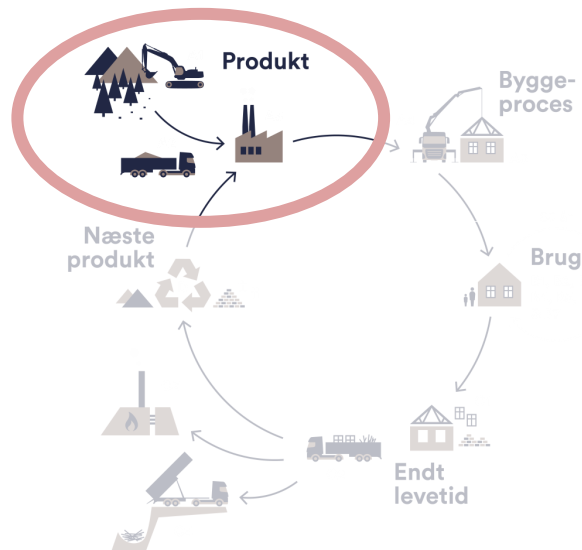 Produkt
Bygge-
proces
Næste
produkt
Brug
Endt
levetid